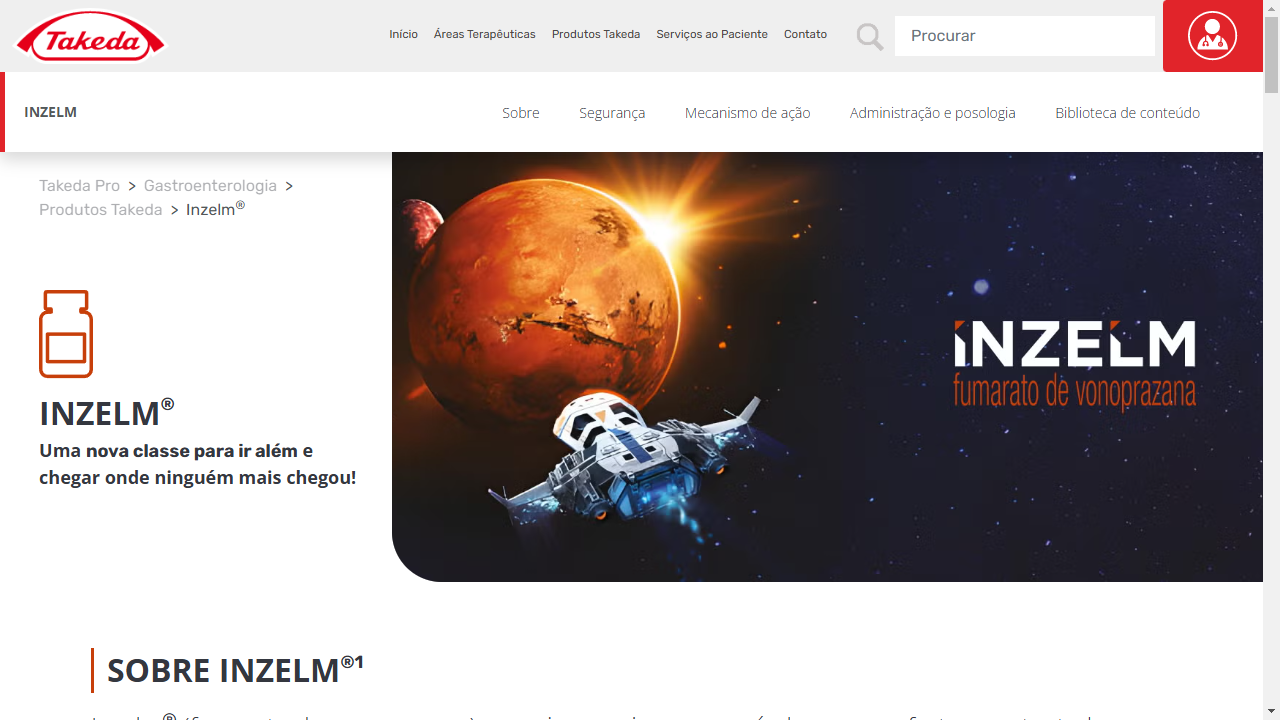 Takeda
Início Áreas Terapêuticas Produtos Takeda Serviços ao Paciente Contato
Procurar
INZELM
Sobre Segurança Mecanismo de ação Administração e posologia Biblioteca de conteúdo
Takeda Pro > Gastroenterologia >
Produtos Takeda > Inzelm®
INZELM
fumarato de vonoprazana
INZELM®
Uma nova classe para ir além e
chegar onde ninguém mais chegou!
SOBRE INZELM®1